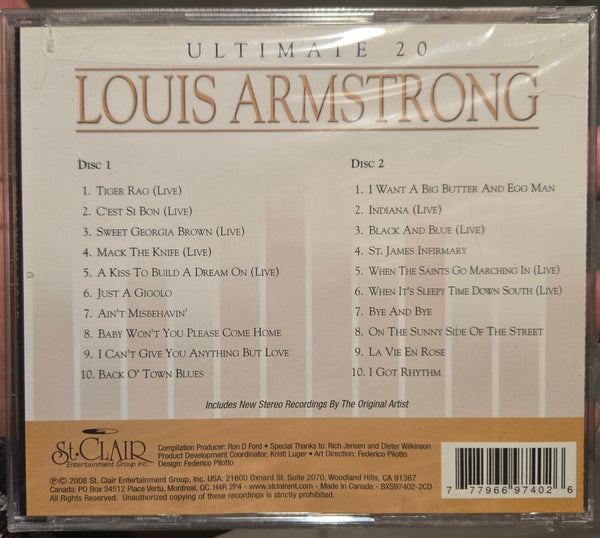 ULTIMATE 20
LOUIS ARMSTRONG
DISC 1
1. TIGER RAG (LIVE)
2. C'EST SI BON (LIVE)
3. SWEET GEORGIA BROWN (LIVE)
4. MACK THE KNIFE (LIVE)
5. A KISS TO BUILD A DREAM ON (LIVE)
6. JUST A GIGOLO
7. AIN'T MISBEHAVIN'
8. BABY WON'T YOU PLEASE COME HOME
9. I CAN'T GIVE YOU ANYTHING BUT LOVE
10. BACK O' TOWN BLUES
DISC 2
1. I WANT A BIG BUTTER AND EGG MAN
2. INDIANA (LIVE)
3. BLACK AND BLUE (LIVE)
4. ST. JAMES INFIRMARY
5. WHEN THE SAINTS GO MARCHING IN (LIVE)
6. WHEN IT'S SLEEPY TIME DOWN SOUTH (LIVE)
7. BYE AND BYE
8. ON THE SUNNY SIDE OF THE STREET
9. LA VIE EN ROSE
10. I GOT RHYTHM
Includes New Stereo Recordings By The Original Artist
ST. CLAIR
Entertainment Group Inc.
Compilation Producer: Ron D Ford • Special Thanks to: Rich Jensen and Dieter Wilkinson
Product Development Coordinator: Kristi Luger • Art Direction: Federico Pilotto
Design: Federico Pilotto
℗© 2008 St. Clair Entertainment Group, Inc. USA: 21600 Oxnard St. Suite 2070, Woodland Hills, CA 91367
Canada: PO Box 34512 Place Vertu, Montreal, QC. H4R 2P4 - www.stclairent.com - Made In Canada - BXS97402-2CD
All Rights Reserved. Unauthorized copying of these recordings is strictly prohibited.
7 77966 97402 6